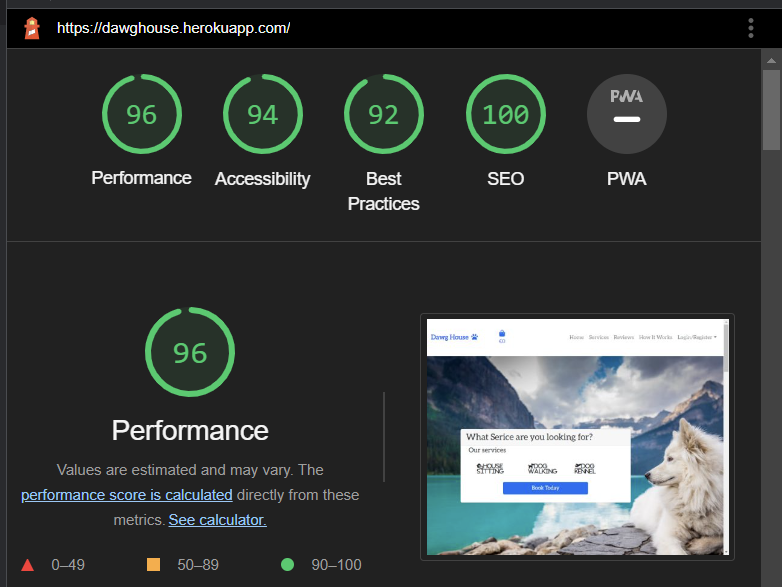 https://dawghouse.herokuapp.com/
96
94
92
100
PWA
Performance
Accessibility
Best
Practices
SEO
PWA
96
Performance
Values are estimated and may vary. The
performance score is calculated directly from these
metrics. See calculator.
0–49
50–89
90–100
Dawg House
£0
Home Services Reviews How It Works Login/Register
What Serice are you looking for?
Our services
HOUSE
SITTING
DOG
WALKING
DOG
KENNEL
Book Today